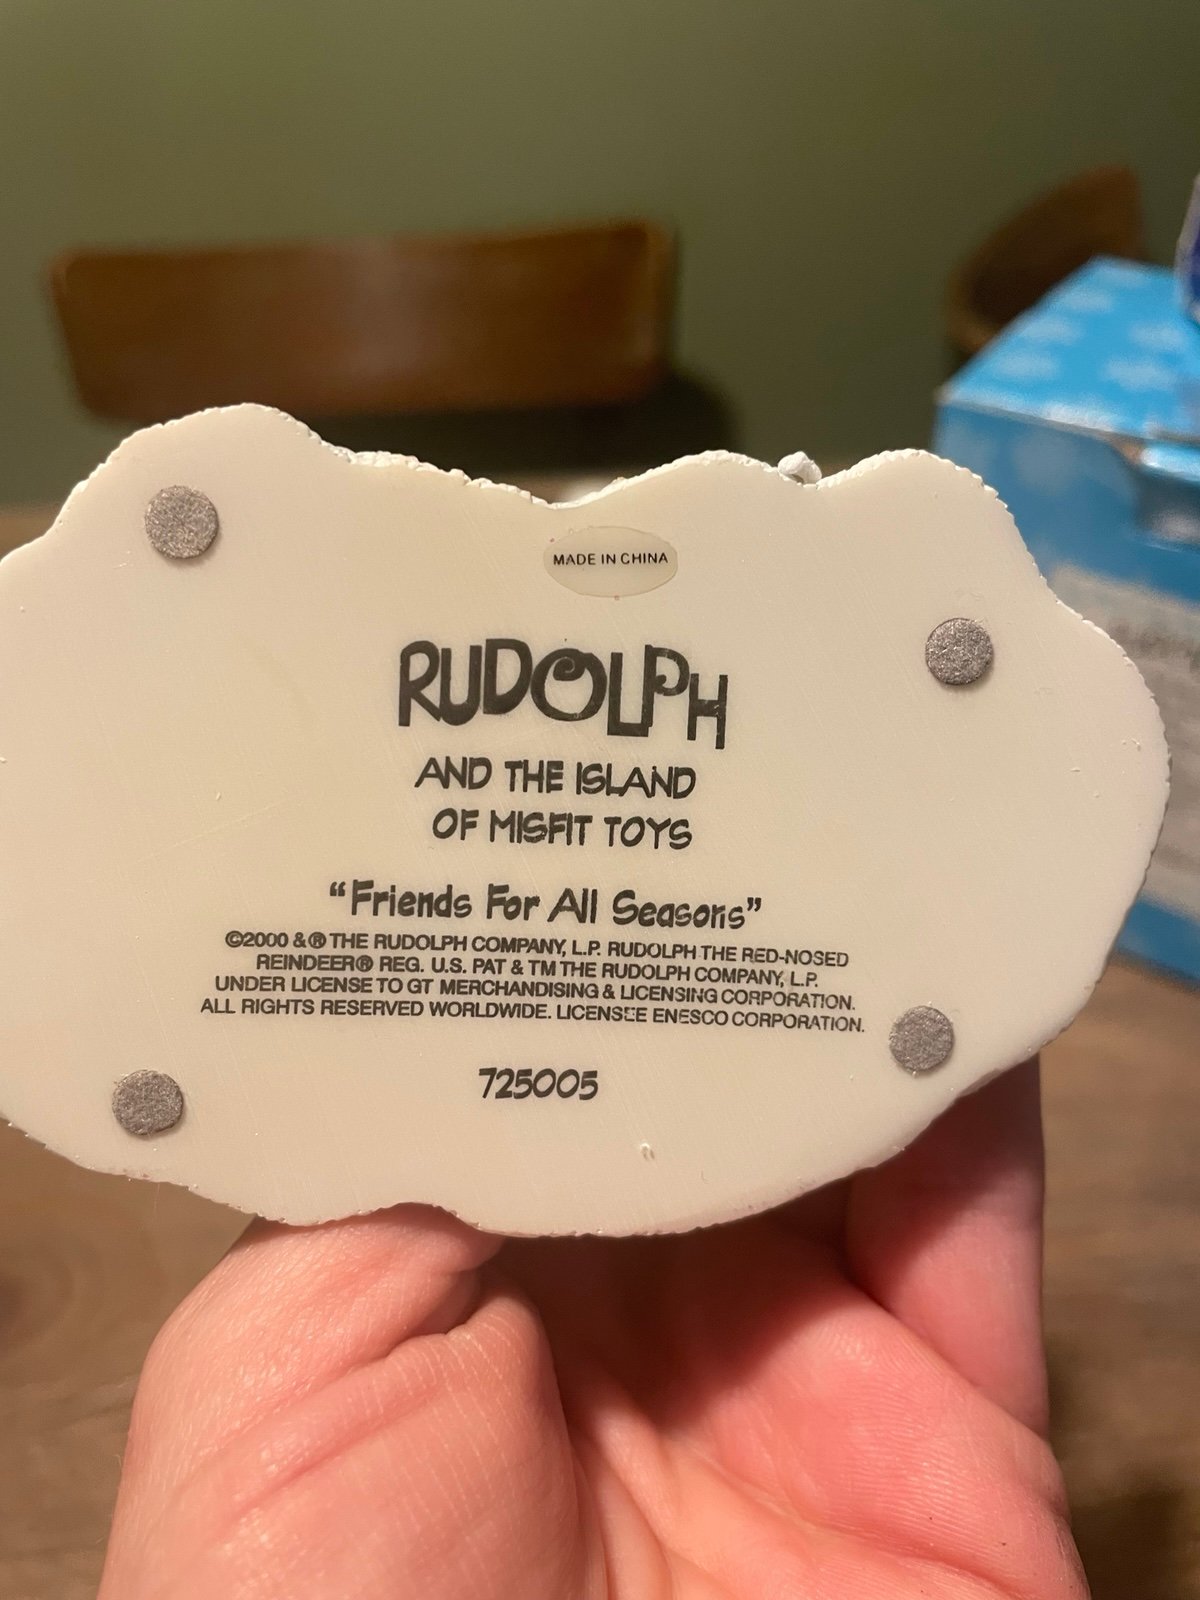 MADE IN CHINA
RUDOLPH
AND THE ISLAND
OF MISFIT TOYS
“Friends For All Seasons”
©2000 &® THE RUDOLPH COMPANY, L.P. RUDOLPH THE RED-NOSED
REINDEER® REG. U.S. PAT & TM THE RUDOLPH COMPANY, L.P.
UNDER LICENSE TO GT MERCHANDISING & LICENSING CORPORATION.
ALL RIGHTS RESERVED WORLDWIDE. LICENSEE ENESCO CORPORATION.
725005